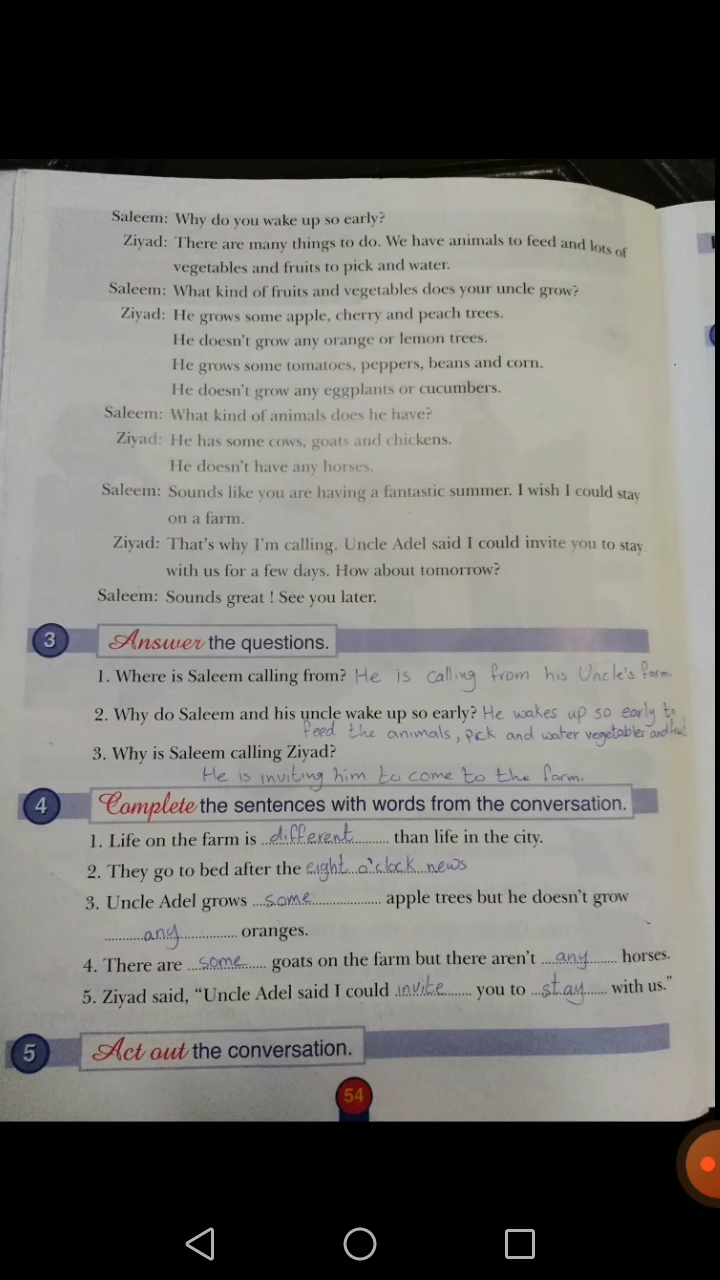 Saleem: Why do you wake up so early?
Ziyad: There are many things to do. We have animals to feed and lots of
vegetables and fruits to pick and water.
Saleem: What kind of fruits and vegetables does your uncle grow?
Ziyad: He grows some apple, cherry and peach trees.
He doesn't grow any orange or lemon trees.
He grows some tomatoes, peppers, beans and corn.
He doesn't grow any eggplants or cucumbers.
Saleem: What kind of animals does he have?
Ziyad: He has some cows, goats and chickens.
He doesn't have any horses.
Saleem: Sounds like you are having a fantastic summer. I wish I could stay
on a farm.
Ziyad: That's why I'm calling. Uncle Adel said I could invite you to stay
with us for a few days. How about tomorrow?
Saleem: Sounds great ! See you later.
3 Answer the questions.
1. Where is Saleem calling from? He is calling from his Uncle's farm.
2. Why do Saleem and his uncle wake up so early? He wakes up so early to
feed the animals, pick and water vegetables and
3. Why is Saleem calling Ziyad?
He is inviting him to come to the farm.
4 Complete the sentences with words from the conversation.
1. Life on the farm is different than life in the city.
2. They go to bed after the eight o'clock news
3. Uncle Adel grows some apple trees but he doesn't grow
any oranges.
4. There are some goats on the farm but there aren't any horses.
5. Ziyad said, "Uncle Adel said I could invite you to stay with us."
5 Act out the conversation.
54